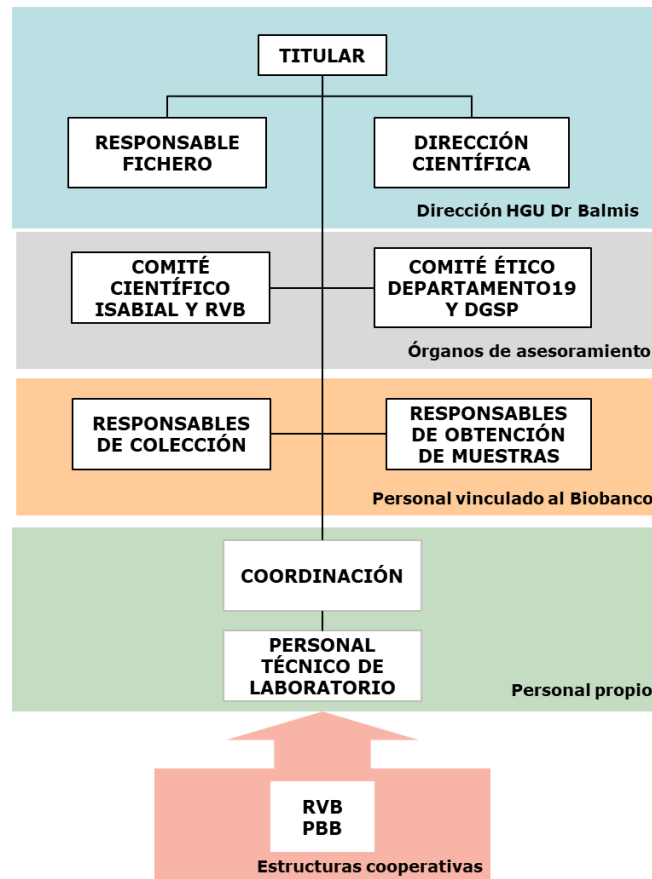 TITULAR
RESPONSABLE
FICHERO
DIRECCIÓN
CIENTÍFICA
Dirección HGU Dr Balmis
COMITÉ
CIENTÍFICO
ISABIAL Y RVB
COMITÉ ÉTICO
DEPARTAMENTO19
Y DGSP
Órganos de asesoramiento
RESPONSABLES
DE COLECCIÓN
RESPONSABLES
DE OBTENCIÓN
DE MUESTRAS
Personal vinculado al Biobanco
COORDINACIÓN
PERSONAL
TÉCNICO DE
LABORATORIO
Personal propio
RVB
PBB
Estructuras cooperativas